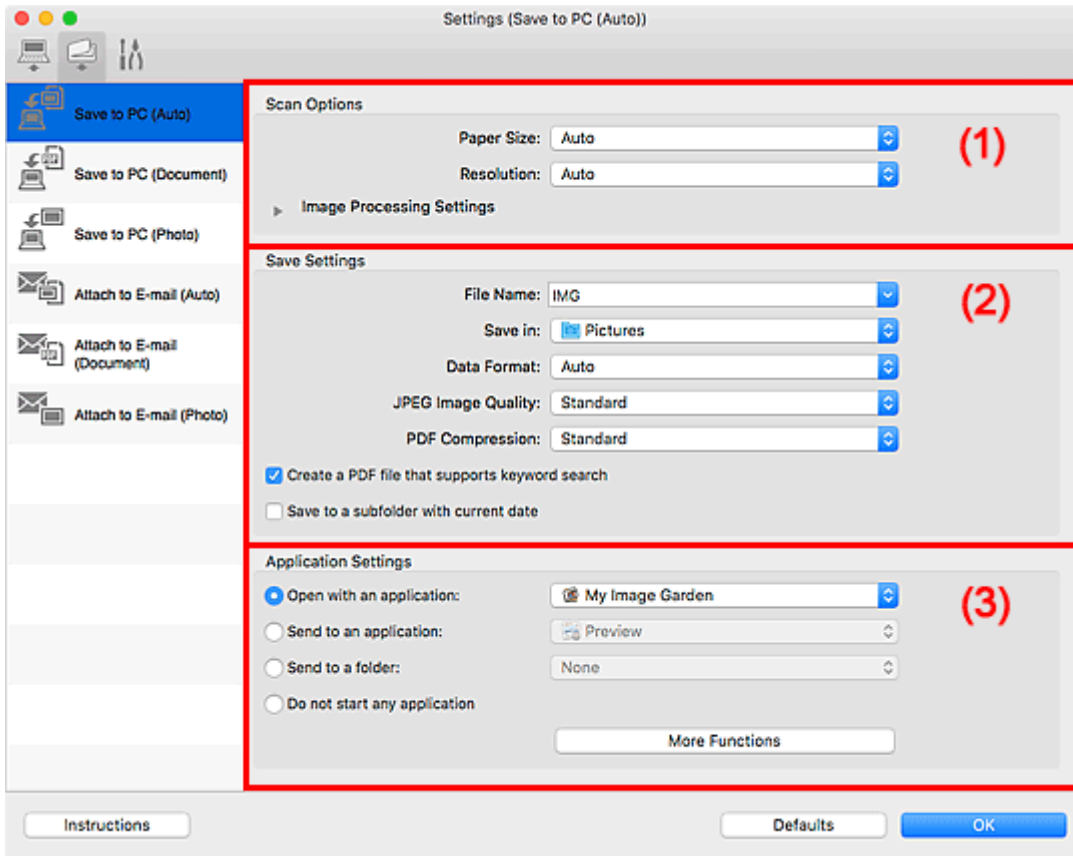 Settings (Save to PC (Auto))
Save to PC (Auto)
Save to PC (Document)
Save to PC (Photo)
Attach to E-mail (Auto)
Attach to E-mail
(Document)
Attach to E-mail (Photo)
Scan Options
(1)
Paper Size: Auto
Resolution: Auto
Image Processing Settings
Save Settings
(2)
File Name: IMG
Save in: Pictures
Data Format: Auto
JPEG Image Quality: Standard
PDF Compression: Standard
Create a PDF file that supports keyword search
Save to a subfolder with current date
Application Settings
(3)
Open with an application: My Image Garden
Send to an application: Preview
Send to a folder: None
Do not start any application
More Functions
Instructions Defaults OK